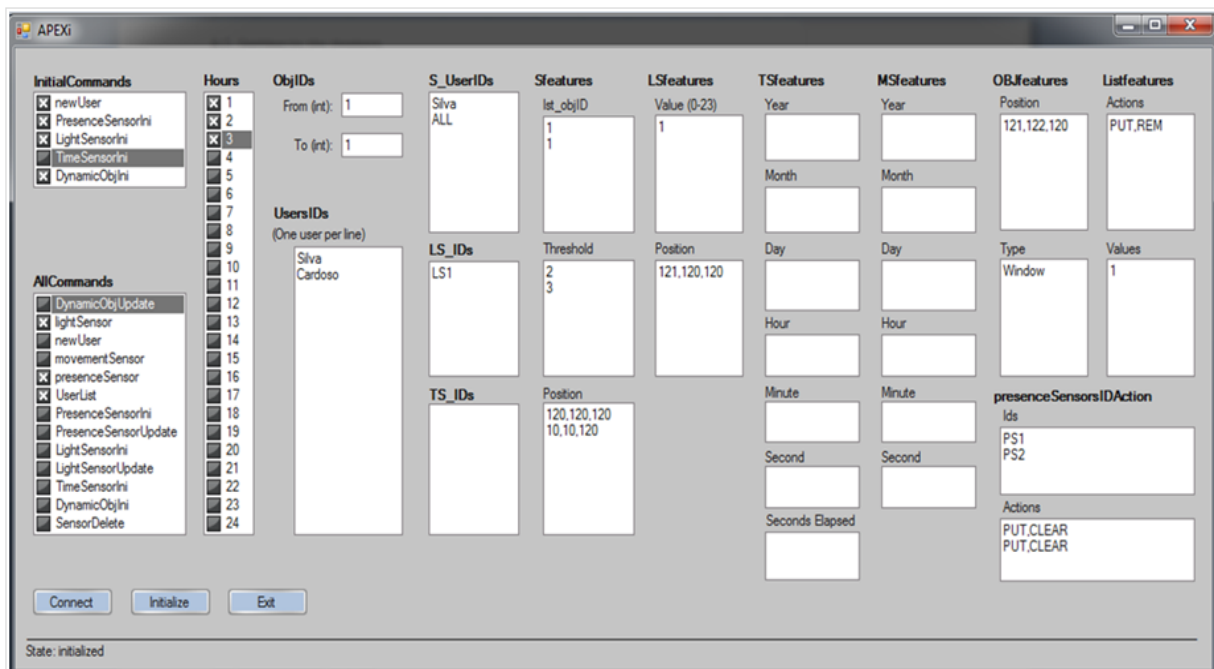 APEXi
InitialCommands
newUser
PresenceSensorIni
LightSensorIni
TimeSensorIni
DynamicObjIni
AllCommands
DynamicObjUpdate
lightSensor
newUser
movementSensor
presenceSensor
UserList
PresenceSensorIni
PresenceSensorUpdate
LightSensorIni
LightSensorUpdate
TimeSensorIni
DynamicObjIni
SensorDelete
Hours
1
2
3
4
5
6
7
8
9
10
11
12
13
14
15
16
17
18
19
20
21
22
23
24
ObjIDs
From (int): 1
To (int): 1
UsersIDs
(One user per line)
Silva
Cardoso
S_UserIDs
Silva
ALL
LS_IDs
LS1
TS_IDs
Sfeatures
lst_objID
1
1
Threshold
2
3
Position
120,120,120
10,10,120
LSfeatures
Value (0-23)
1
Position
121,120,120
TSfeatures
Year
Month
Day
Hour
Minute
Second
Seconds Elapsed
MSfeatures
Year
Month
Day
Hour
Minute
Second
OBJfeatures
Position
121,122,120
Type
Window
Listfeatures
Actions
PUT,REM
Values
1
presenceSensorsIDAction
Ids
PS1
PS2
Actions
PUT,CLEAR
PUT,CLEAR
Connect
Initialize
Exit
State: initialized